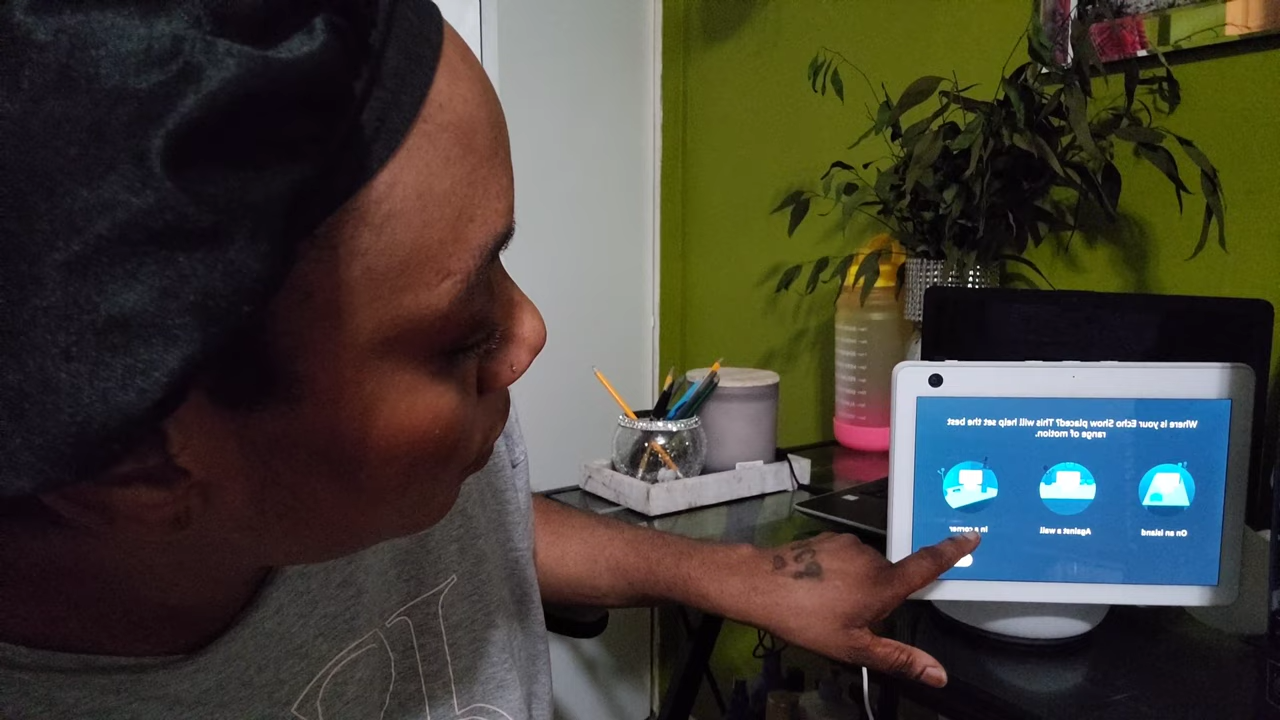 Where is your Echo Show placed? This will help set the best
range of motion.
On an Island
Against a wall
In a corner